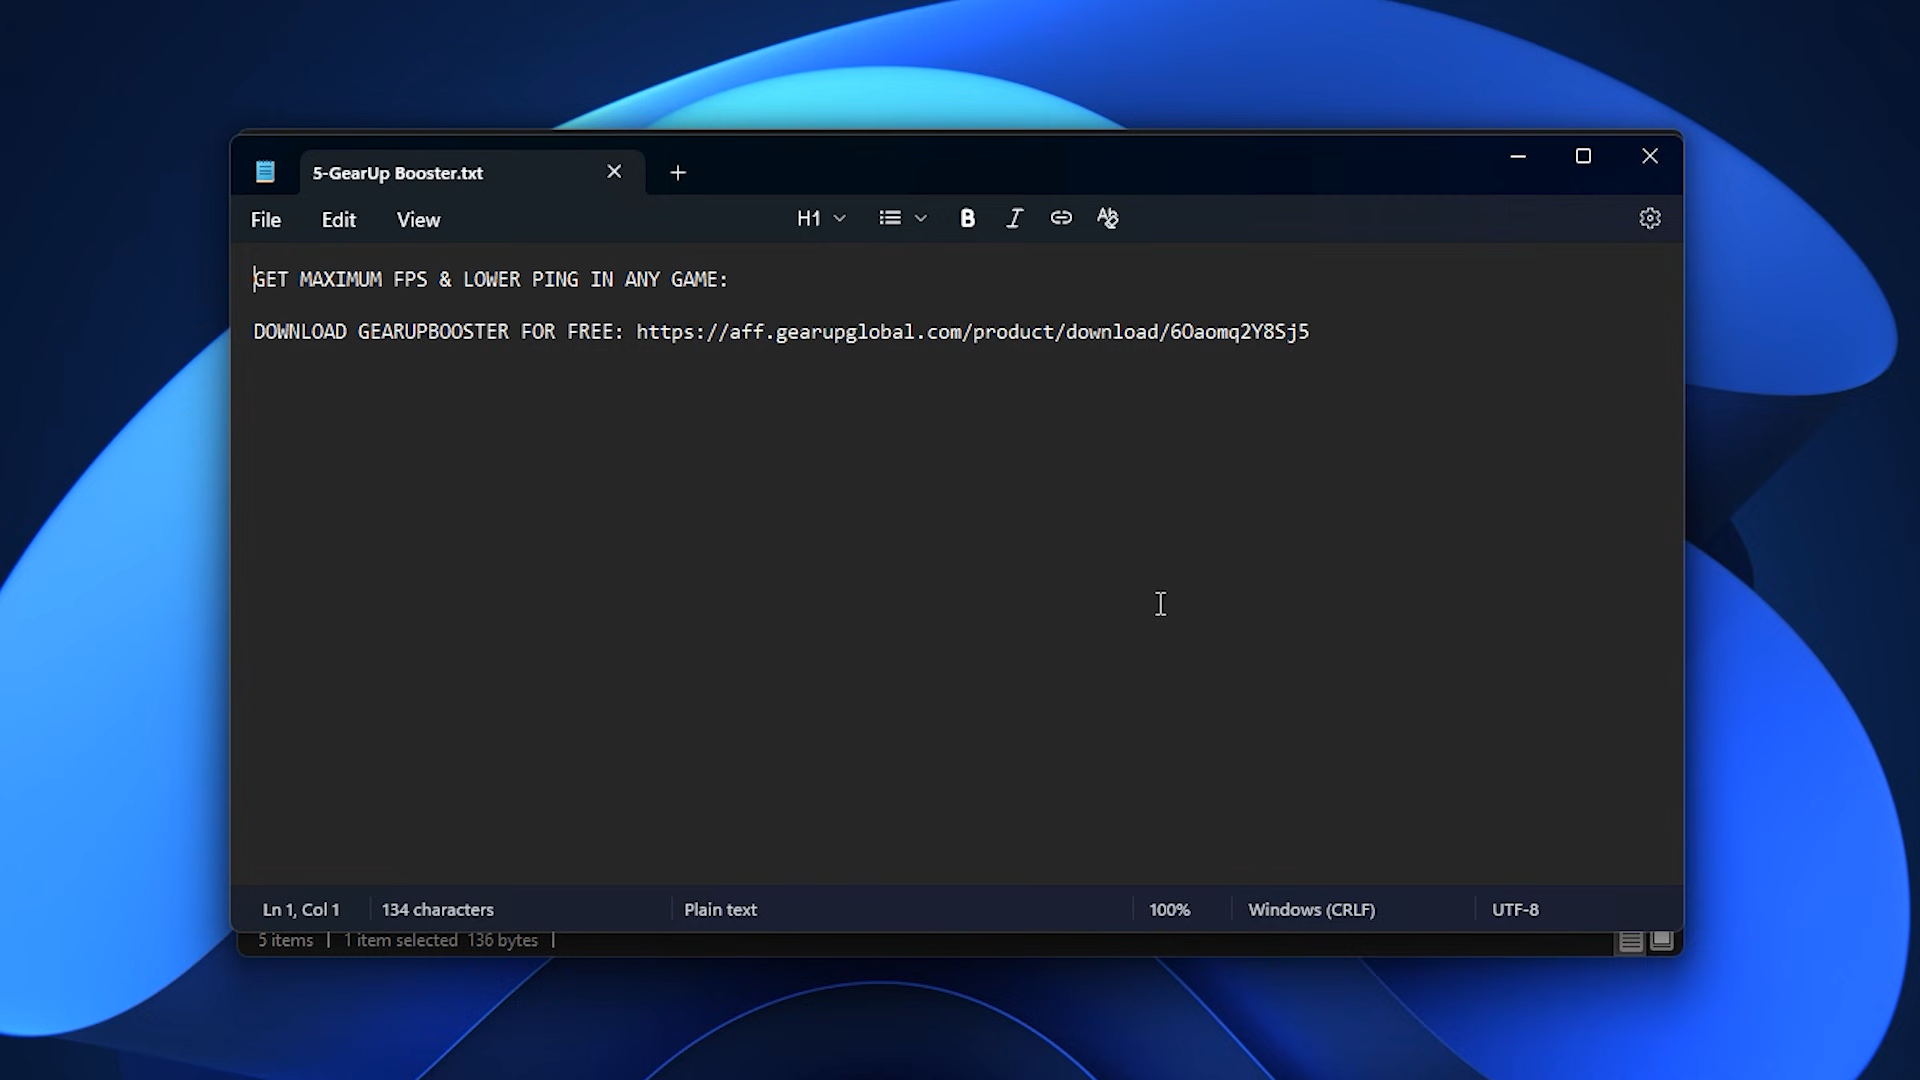 5-GearUp Booster.txt
File Edit View H1 B I
GET MAXIMUM FPS & LOWER PING IN ANY GAME:
DOWNLOAD GEARUPBOOSTER FOR FREE: https://aff.gearupglobal.com/product/download/6Oaomq2Y8Sj5
Ln 1, Col 1 134 characters Plain text 100% Windows (CRLF) UTF-8
5 items 1 item selected 136 bytes